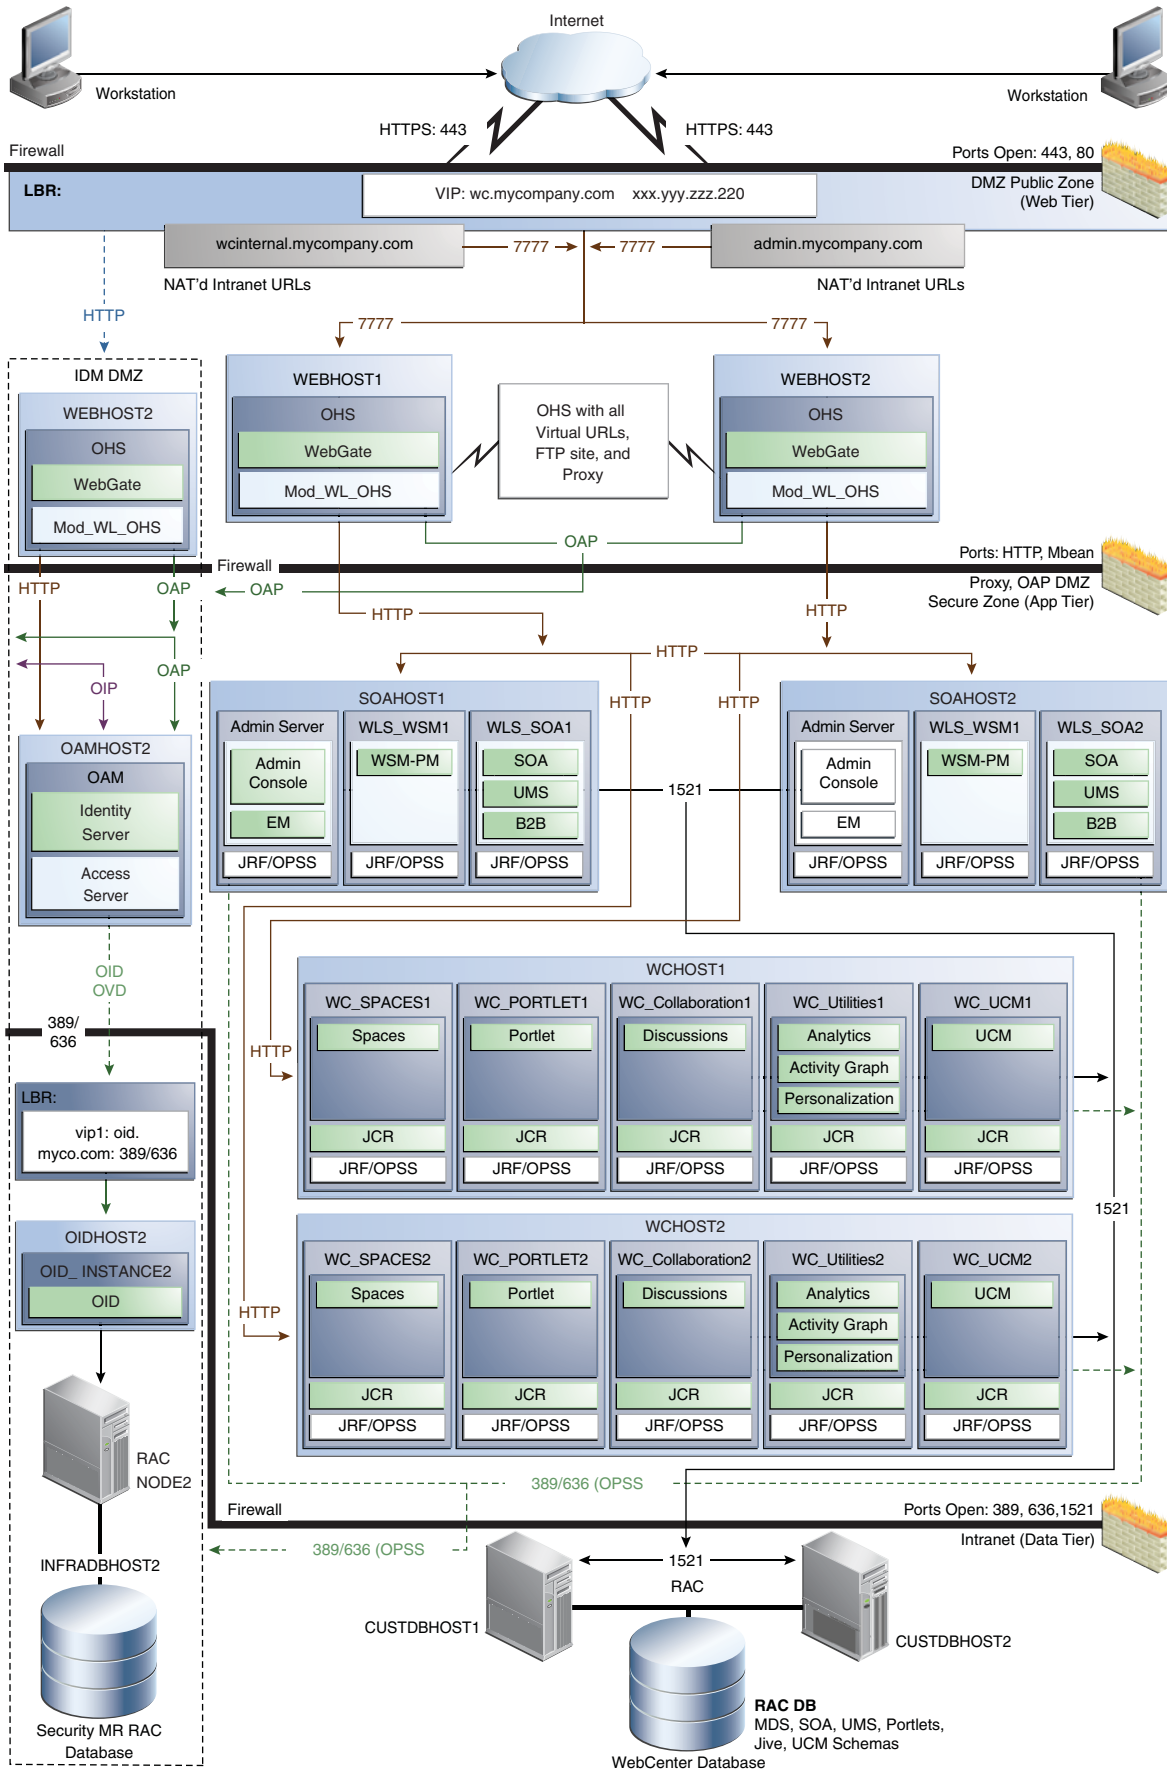 Internet
Workstation
Workstation
HTTPS: 443
HTTPS: 443
Firewall
Ports Open: 443, 80
LBR:
VIP: wc.mycompany.com xxx.yyy.zzz.220
DMZ Public Zone
(Web Tier)
wcinternal.mycompany.com
7777
7777
admin.mycompany.com
NAT'd Intranet URLs
NAT'd Intranet URLs
HTTP
7777
7777
IDM DMZ
WEBHOST2
OHS
WebGate
Mod_WL_OHS
WEBHOST1
OHS
WebGate
Mod_WL_OHS
OHS with all
Virtual URLs,
FTP site, and
Proxy
WEBHOST2
OHS
WebGate
Mod_WL_OHS
OAP
Firewall
Ports: HTTP, Mbean
HTTP
OAP
OAP
Proxy, OAP DMZ
Secure Zone (App Tier)
HTTP
HTTP
HTTP
OAP
OIP
HTTP
HTTP
SOAHOST1
Admin Server
Admin
Console
EM
JRF/OPSS
WLS_WSM1
WSM-PM
JRF/OPSS
WLS_SOA1
SOA
UMS
B2B
JRF/OPSS
1521
SOAHOST2
Admin Server
Admin
Console
EM
JRF/OPSS
WLS_WSM1
WSM-PM
JRF/OPSS
WLS_SOA2
SOA
UMS
B2B
JRF/OPSS
OAMHOST2
OAM
Identity
Server
Access
Server
OID
OVD
389/
636
LBR:
vip1: oid.
myco.com: 389/636
OIDHOST2
OID_ INSTANCE2
OID
RAC
NODE2
INFRADBHOST2
Security MR RAC
Database
WCHOST1
WC_SPACES1
Spaces
JCR
JRF/OPSS
WC_PORTLET1
Portlet
JCR
JRF/OPSS
WC_Collaboration1
Discussions
JCR
JRF/OPSS
WC_Utilities1
Analytics
Activity Graph
Personalization
JCR
JRF/OPSS
WC_UCM1
UCM
JCR
JRF/OPSS
HTTP
1521
WCHOST2
WC_SPACES2
Spaces
JCR
JRF/OPSS
WC_PORTLET2
Portlet
JCR
JRF/OPSS
WC_Collaboration2
Discussions
JCR
JRF/OPSS
WC_Utilities2
Analytics
Activity Graph
Personalization
JCR
JRF/OPSS
WC_UCM2
UCM
JCR
JRF/OPSS
HTTP
389/636 (OPSS
Firewall
Ports Open: 389, 636,1521
Intranet (Data Tier)
389/636 (OPSS
1521
RAC
CUSTDBHOST1
CUSTDBHOST2
RAC DB
MDS, SOA, UMS, Portlets,
Jive, UCM Schemas
WebCenter Database